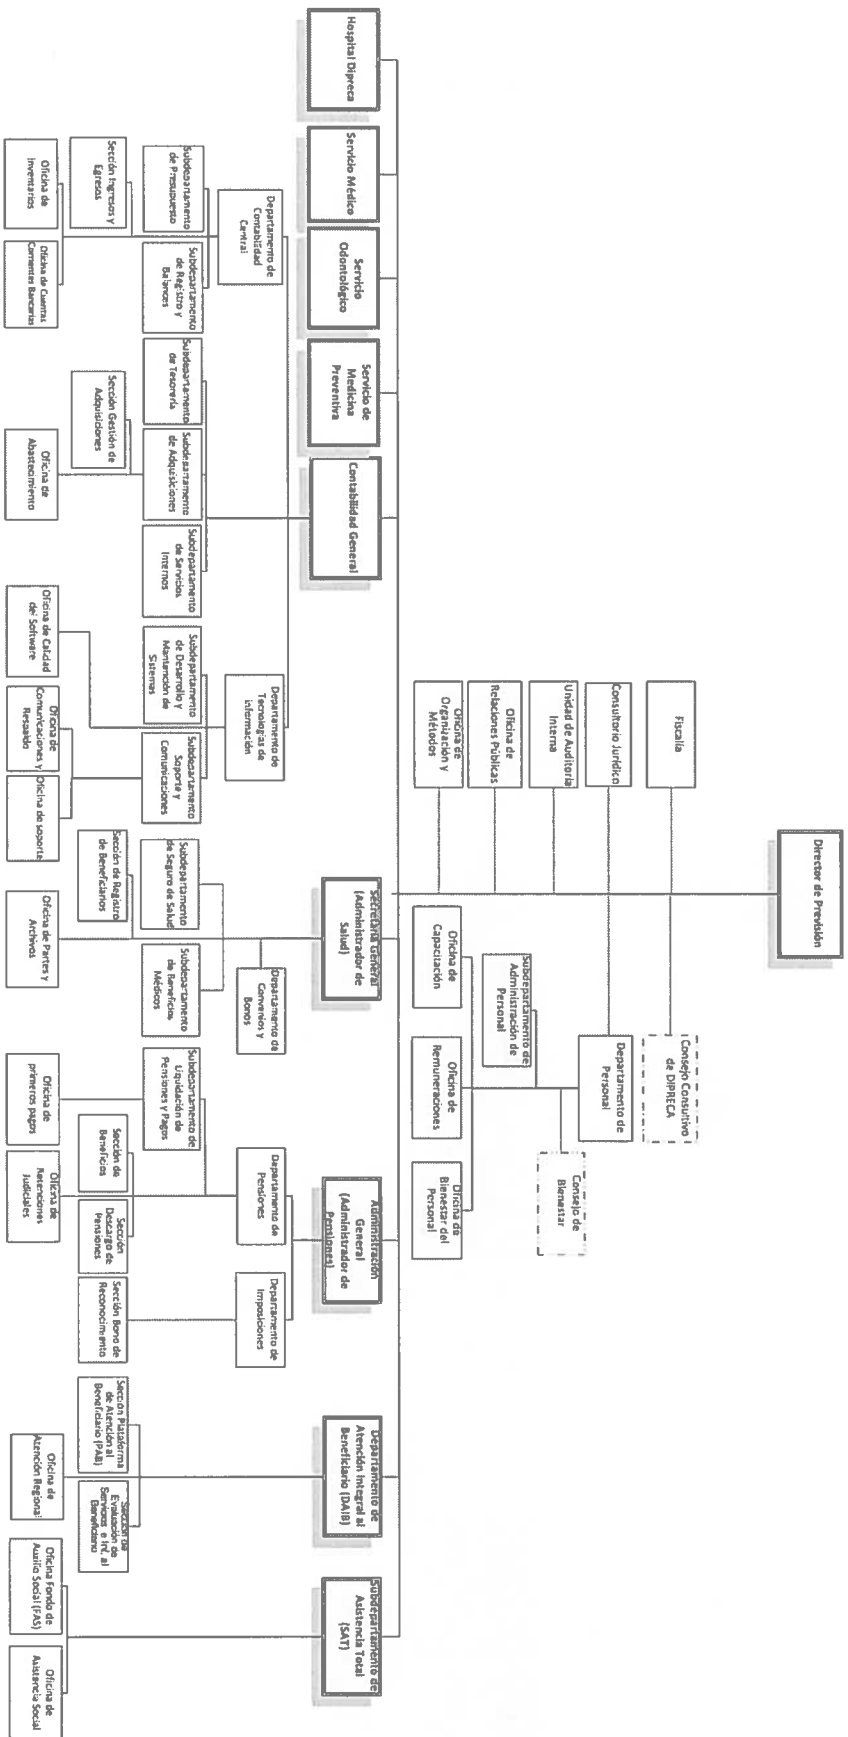 Director de Previsión
Fiscalía
Consejo Consultivo
de DIPRECA
Consultorio Jurídico
Departamento de
Personal
Unidad de Auditoría
Interna
Consejo de
Bienestar
Oficina de
Relaciones Públicas
Subdepartamento de
Administración de
Personal
Oficina de
Organización y
Métodos
Oficina de
Capacitación
Oficina de
Remuneraciones
Oficina de
Bienestar del
Personal
Hospital Dipreca
Servicio Médico
Servicio
Odontológico
Servicio de
Medicina
Preventiva
Contabilidad General
Secretaría General
(Administrador de
Salud)
Administración
General
(Administrador de
Pensiones)
Departamento de
Atención Integral al
Beneficiario (DAIB)
Subdepartamento de
Asistencia Total
(SAT)
Departamento de
Contabilidad
Central
Departamento de
Tecnologías de
información
Departamento de
Convenios y
Bonos
Departamento de
Pensiones
Departamento de
Imposiciones
Subdepartamento
de Presupuesto
Subdepartamento
de Registro y
Balances
Subdepartamento
de Tesorería
Subdepartamento
de Adquisiciones
Subdepartamento
de Servicios
Internos
Subdepartamento
de Desarrollo y
Mantención de
Sistemas
Subdepartamento
Soporte y
Comunicaciones
Subdepartamento
de Seguro de Salud
Subdepartamento
de Beneficios
Médicos
Subdepartamento de
Liquidación de
Pensiones y Pagos
Sección Ingresos y
Egresos
Sección Gestión de
Adquisiciones
Sección de Registro
de Beneficiarios
Sección de
Beneficios
Sección
Descargo de
Pensiones
Sección Bono de
Reconocimiento
Sección Plataforma
de Atención al
Beneficiario (PAB)
Sección de
Evaluación de
Servicios e Inf. al
Beneficiario
Oficina de
Inventarios
Oficina de Cuentas
Corrientes Bancarias
Oficina de
Abastecimiento
Oficina de Calidad
del Software
Oficina de
Comunicaciones y
Respaldo
Oficina de soporte
Oficina de Partes y
Archivos
Oficina de
primeros pagos
Oficina de
Retenciones
Judiciales
Oficina de
Atención Regional
Oficina Fondo de
Auxilio Social (FAS)
Oficina de
Asistencia Social